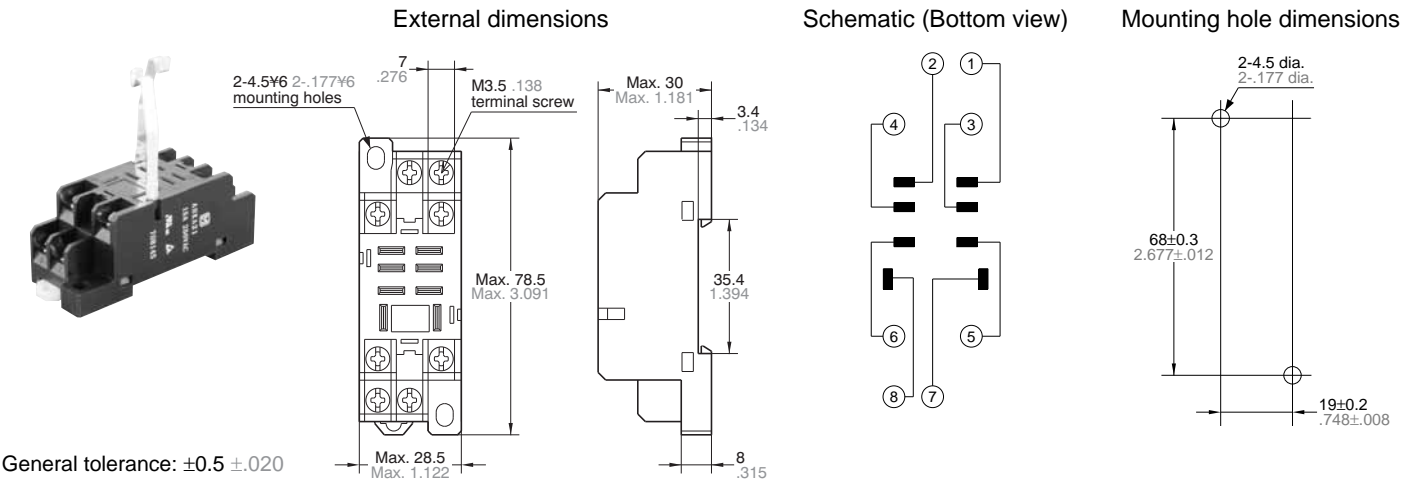 External dimensions
Schematic (Bottom view)
Mounting hole dimensions
7
.276
2-4.5¥6 2-.177¥6
mounting holes
M3.5 .138
terminal screw
Max. 30
Max. 1.181
3.4
.134
Max. 78.5
Max. 3.091
35.4
1.394
Max. 28.5
Max. 1.122
8
.315
2
1
4
3
6
5
8
7
2-4.5 dia.
2-.177 dia.
68±0.3
2.677±.012
19±0.2
.748±.008
General tolerance: ±0.5 ±.020